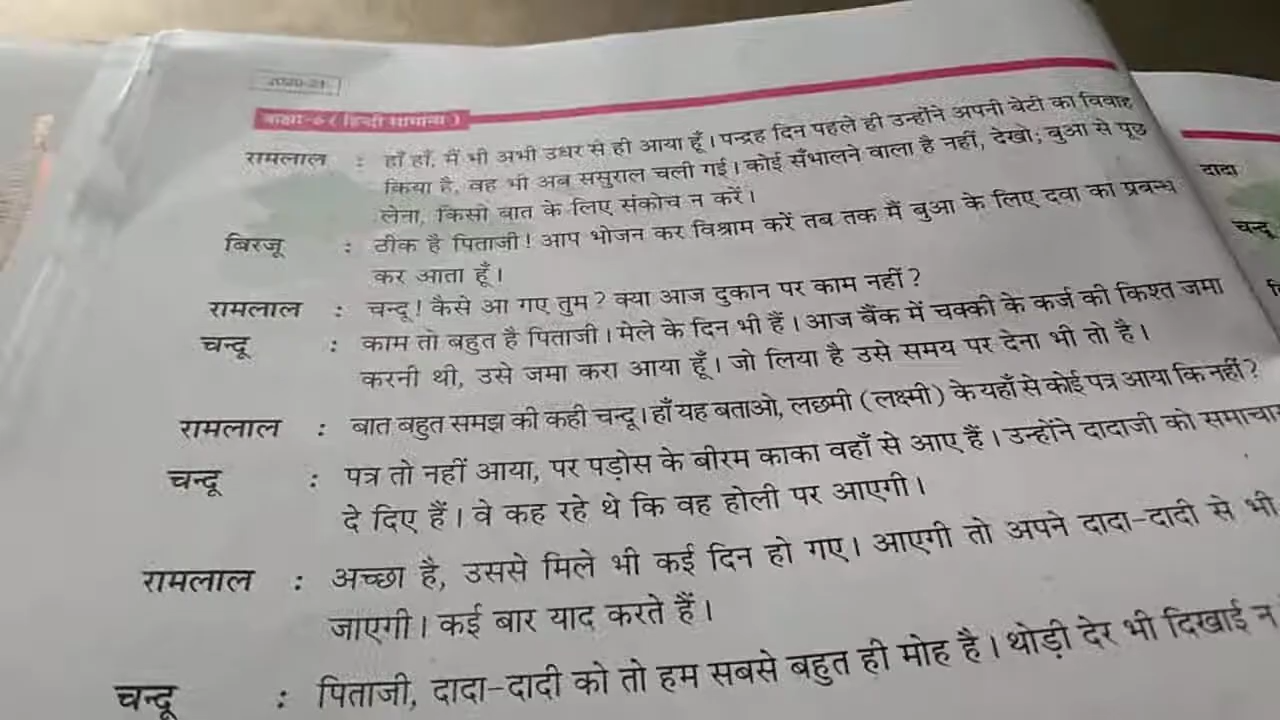 2020-21
कक्षा-6 ( हिन्दी सामान्य )
रामलाल : हाँ हाँ, मैं भी अभी उधर से ही आया हूँ। पन्द्रह दिन पहले ही उन्होंने अपनी बेटी का विवाह
किया है, वह भी अब ससुराल चली गई। कोई सँभालने वाला है नहीं, देखो; बुआ से पूछ
लेना, किसी बात के लिए संकोच न करें।
बिरजू : ठीक है पिताजी! आप भोजन कर विश्राम करें तब तक मैं बुआ के लिए दवा का प्रबन्ध
कर आता हूँ।
रामलाल : चन्दू! कैसे आ गए तुम? क्या आज दुकान पर काम नहीं?
चन्दू : काम तो बहुत है पिताजी। मेले के दिन भी हैं। आज बैंक में चक्की के कर्ज की किश्त जमा
करनी थी, उसे जमा करा आया हूँ। जो लिया है उसे समय पर देना भी तो है।
रामलाल : बात बहुत समझ की कही चन्दू। हाँ यह बताओ, लछमी (लक्ष्मी) के यहाँ से कोई पत्र आया कि नहीं?
चन्दू : पत्र तो नहीं आया, पर पड़ोस के बीरम काका वहाँ से आए हैं। उन्होंने दादाजी को समाचार
दे दिए हैं। वे कह रहे थे कि वह होली पर आएगी।
रामलाल : अच्छा है, उससे मिले भी कई दिन हो गए। आएगी तो अपने दादा-दादी से भी
जाएगी। कई बार याद करते हैं।
चन्दू : पिताजी, दादा-दादी को तो हम सबसे बहुत ही मोह है। थोड़ी देर भी दिखाई न
दादा
चन्दू